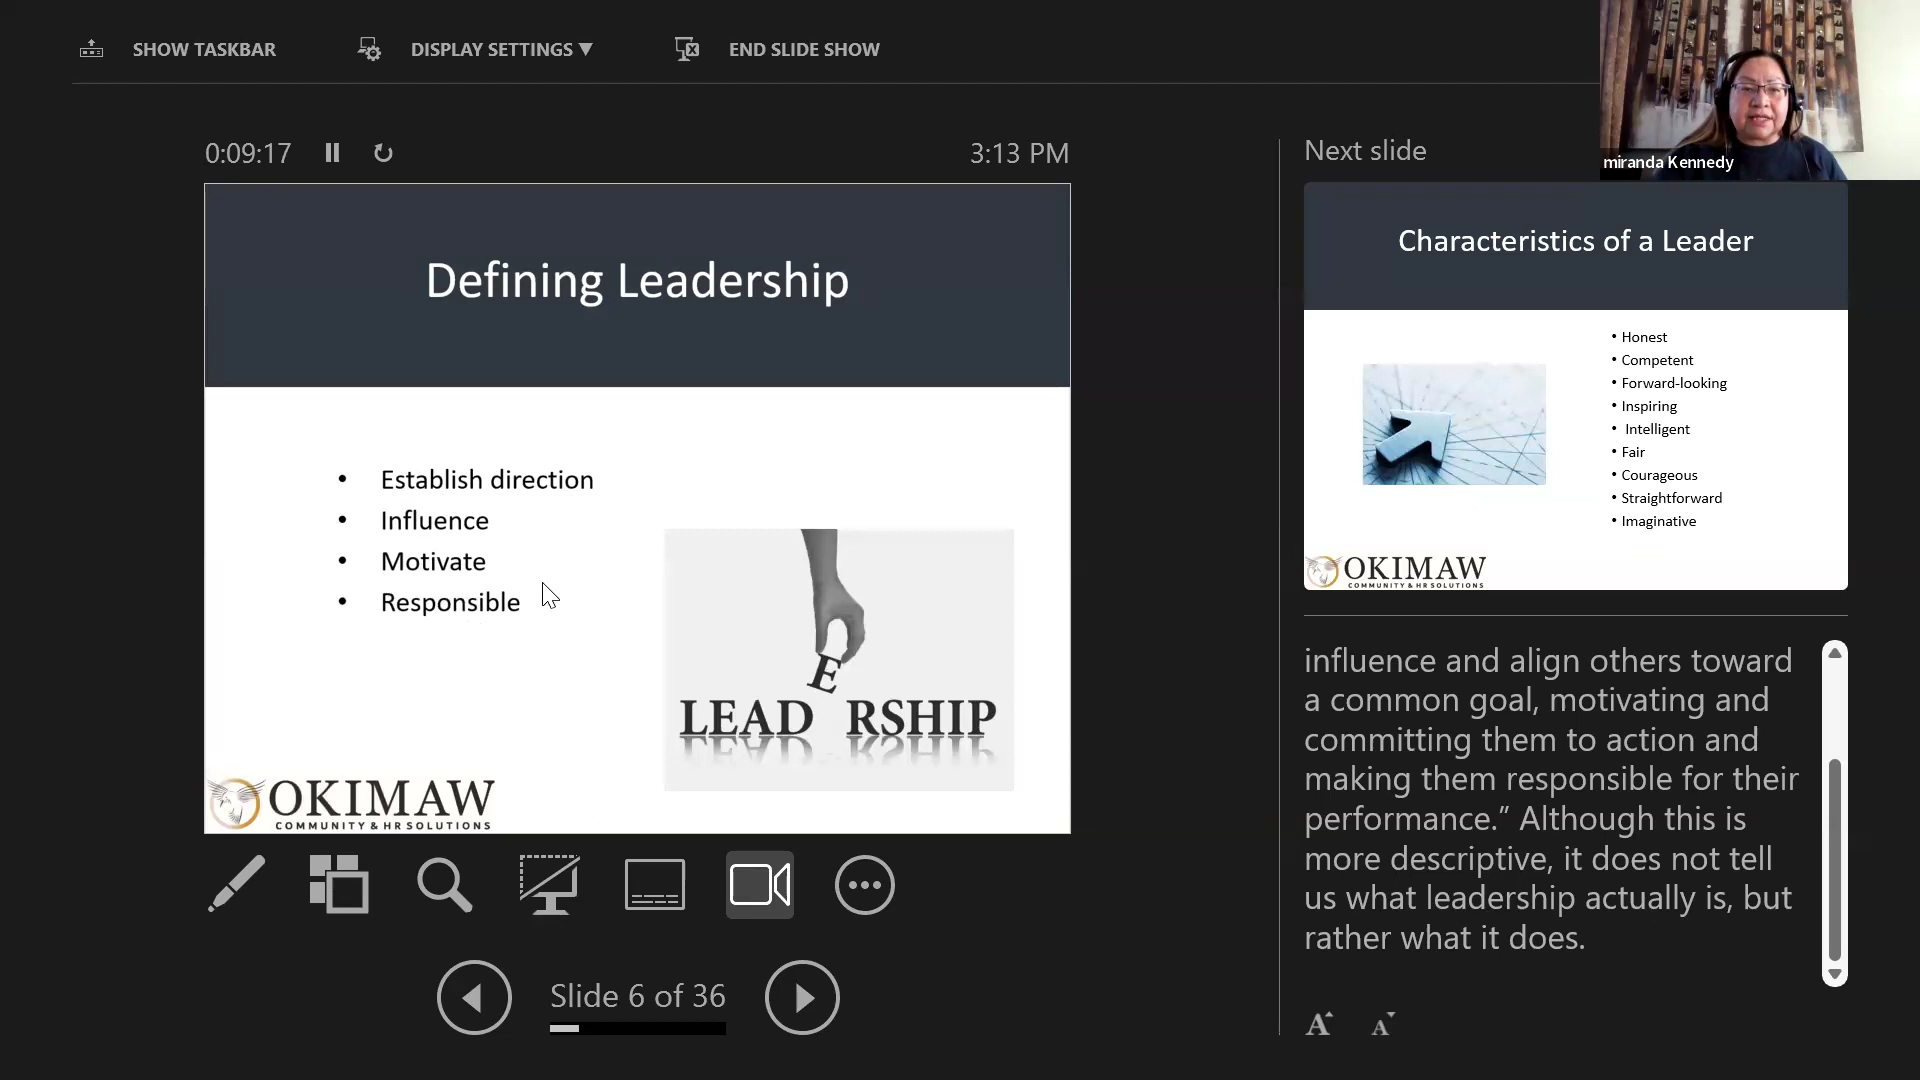 SHOW TASKBAR
DISPLAY SETTINGS ▼
END SLIDE SHOW
miranda Kennedy
0:09:17
3:13 PM
Defining Leadership
• Establish direction
• Influence
• Motivate
• Responsible
E
LEAD RSHIP
OKIMAW
COMMUNITY & HR SOLUTIONS
Slide 6 of 36
Next slide
Characteristics of a Leader
• Honest
• Competent
• Forward-looking
• Inspiring
• Intelligent
• Fair
• Courageous
• Straightforward
• Imaginative
OKIMAW
COMMUNITY & HR SOLUTIONS
influence and align others toward
a common goal, motivating and
committing them to action and
making them responsible for their
performance.” Although this is
more descriptive, it does not tell
us what leadership actually is, but
rather what it does.
A A